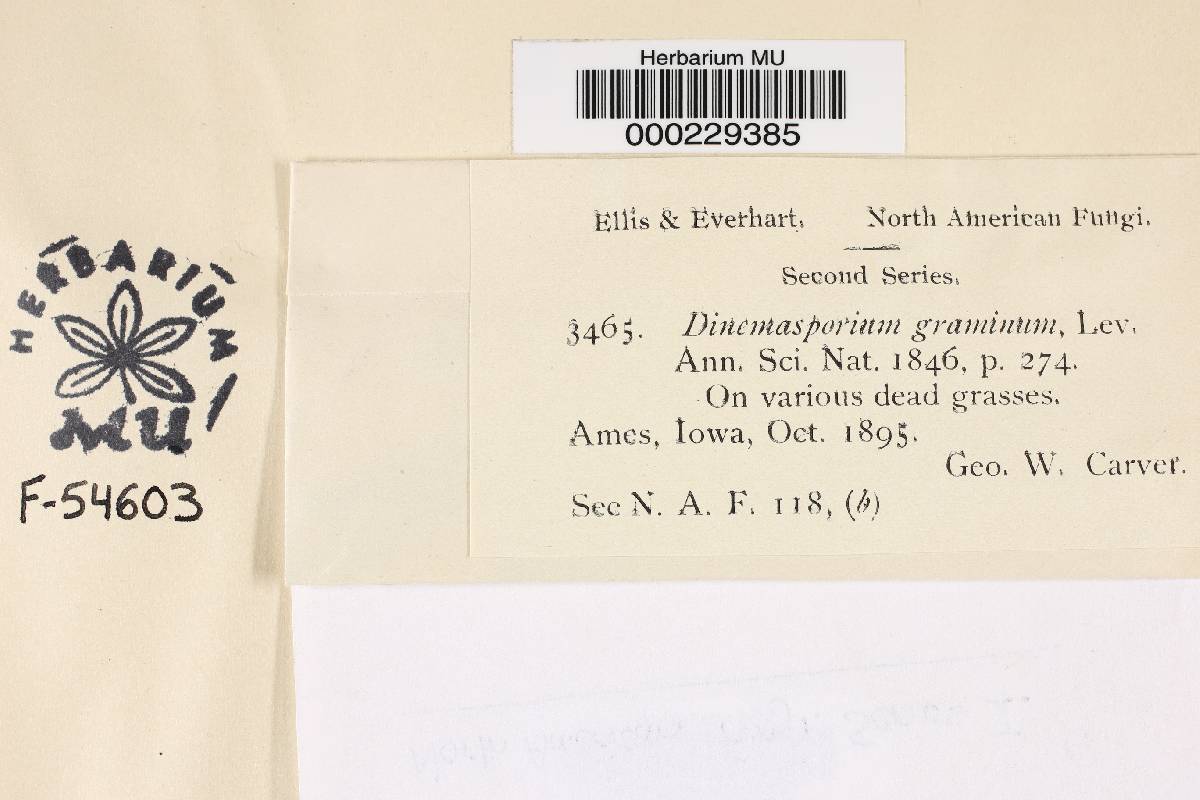 Herbarium MU
000229385
HERBARIUM
MU
F-54603
Ellis & Everhart, North American Fungi.
Second Series.
3465. Dinemasporium graminum, Lev.
Ann. Sci. Nat. 1846, p. 274.
On various dead grasses.
Ames, Iowa, Oct. 1895.
Geo. W. Carver.
See N. A. F. 118, (b)